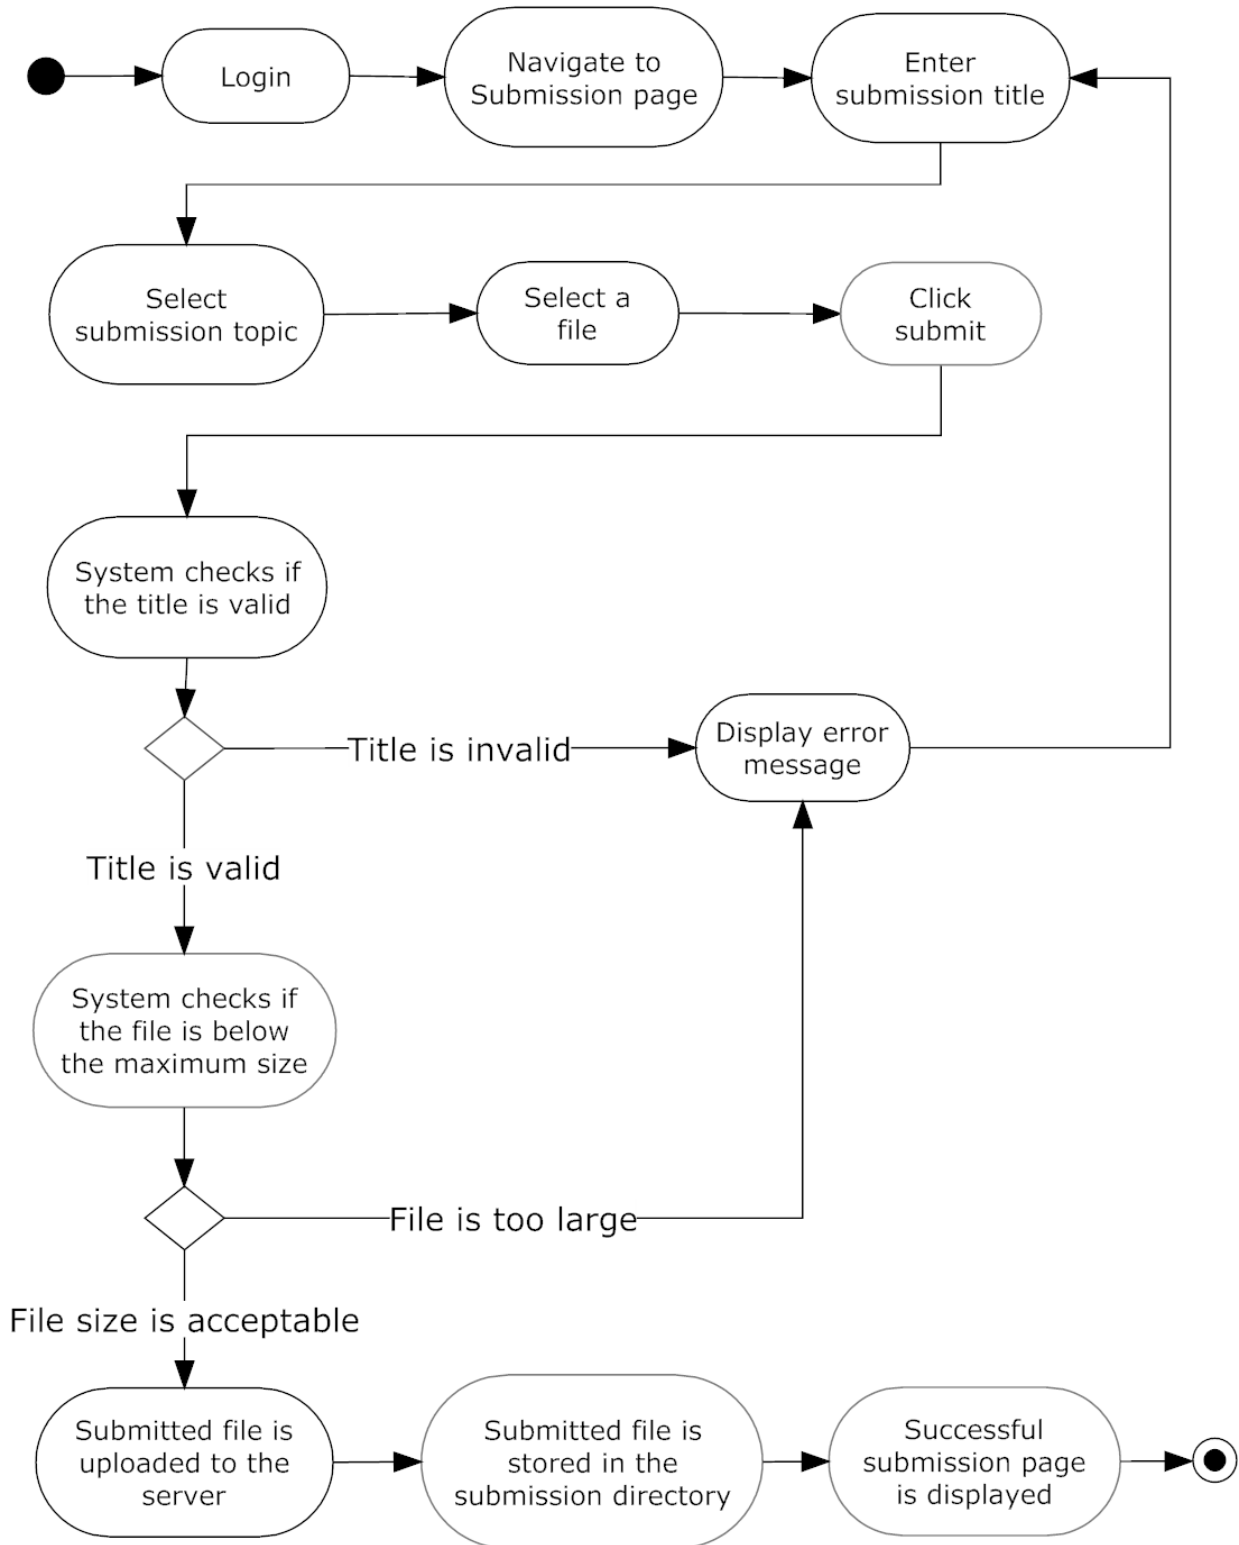 Login
Navigate to
Submission page
Enter
submission title
Select
submission topic
Select a
file
Click
submit
System checks if
the title is valid
Title is invalid
Display error
message
Title is valid
System checks if
the file is below
the maximum size
File is too large
File size is acceptable
Submitted file is
uploaded to the
server
Submitted file is
stored in the
submission directory
Successful
submission page
is displayed